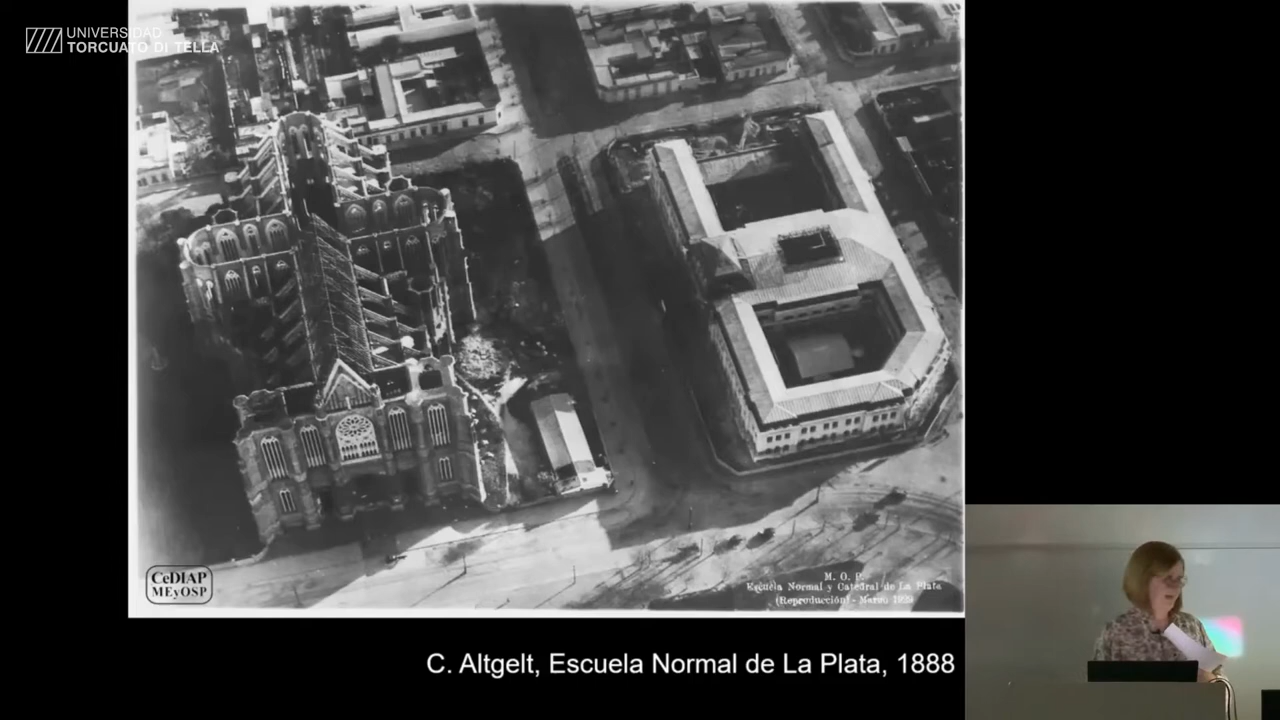 UNIVERSIDAD
TORCUATO DI TELLA
CeDIAP
MEyOSP
M. O. P.
Escuela Normal y Catedral de La Plata
(Reproducción) - Marzo
C. Altgelt, Escuela Normal de La Plata, 1888